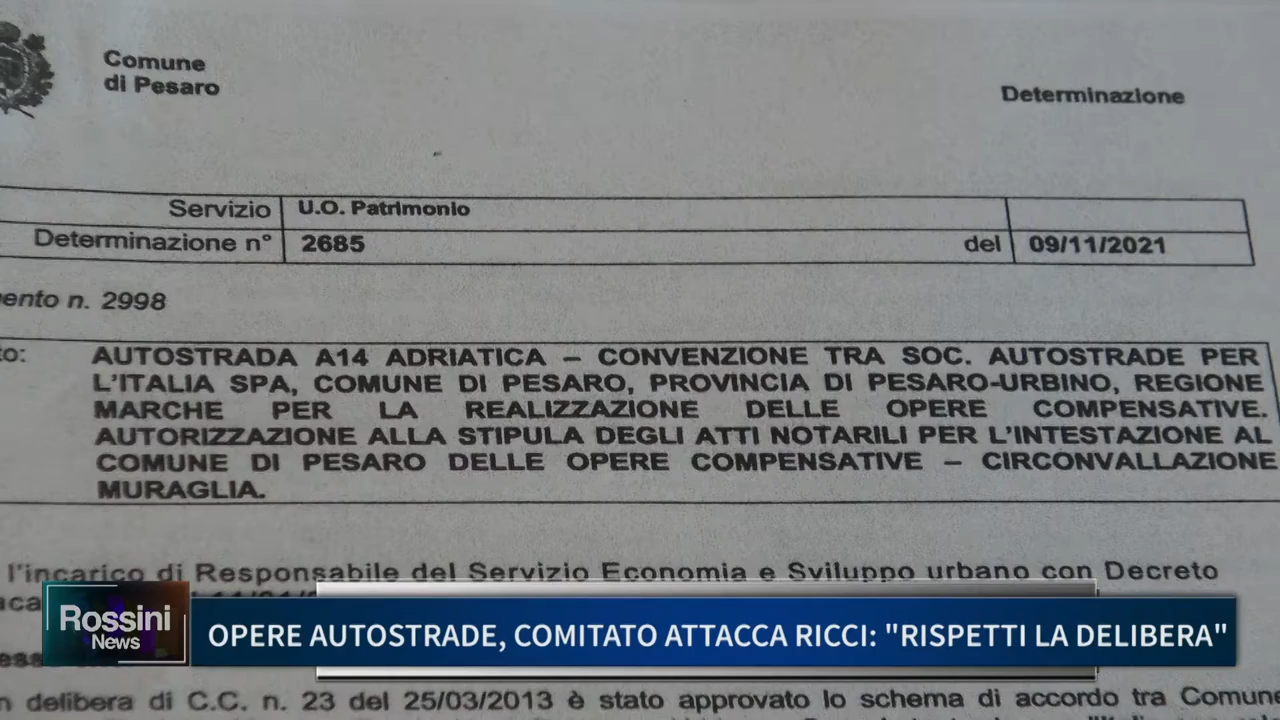 Comune
di Pesaro
Determinazione
Servizio U.O. Patrimonio
Determinazione n° 2685 del 09/11/2021
ento n. 2998
to:
AUTOSTRADA A14 ADRIATICA – CONVENZIONE TRA SOC. AUTOSTRADE PER
L'ITALIA SPA, COMUNE DI PESARO, PROVINCIA DI PESARO-URBINO, REGIONE
MARCHE PER LA REALIZZAZIONE DELLE OPERE COMPENSATIVE.
AUTORIZZAZIONE ALLA STIPULA DEGLI ATTI NOTARILI PER L'INTESTAZIONE AL
COMUNE DI PESARO DELLE OPERE COMPENSATIVE – CIRCONVALLAZIONE
MURAGLIA.
l'incarico di Responsabile del Servizio Economia e Sviluppo urbano con Decreto
Rossini
News
OPERE AUTOSTRADE, COMITATO ATTACCA RICCI: "RISPETTI LA DELIBERA"
n delibera di C.C. n. 23 del 25/03/2013 è stato approvato lo schema di accordo tra Comune